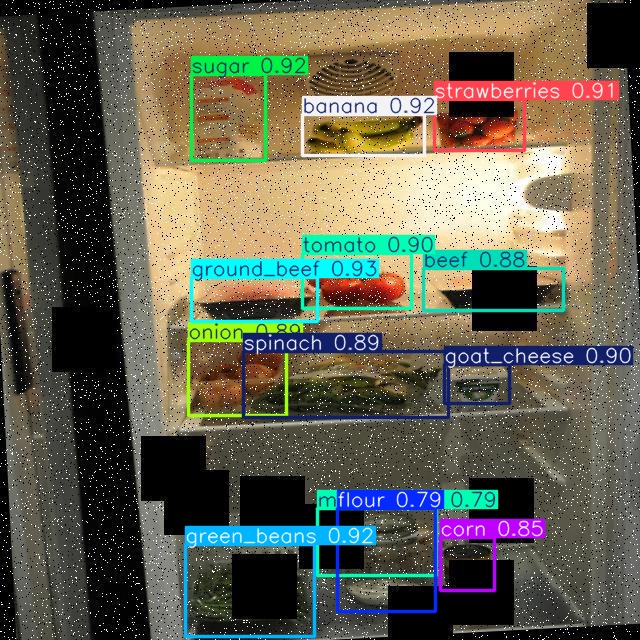 sugar 0.92
banana 0.92
strawberries 0.91
tomato 0.90
ground_beef 0.93
beef 0.88
onion 0.89
spinach 0.89
goat_cheese 0.90
flour 0.79
0.79
corn 0.85
green_beans 0.92